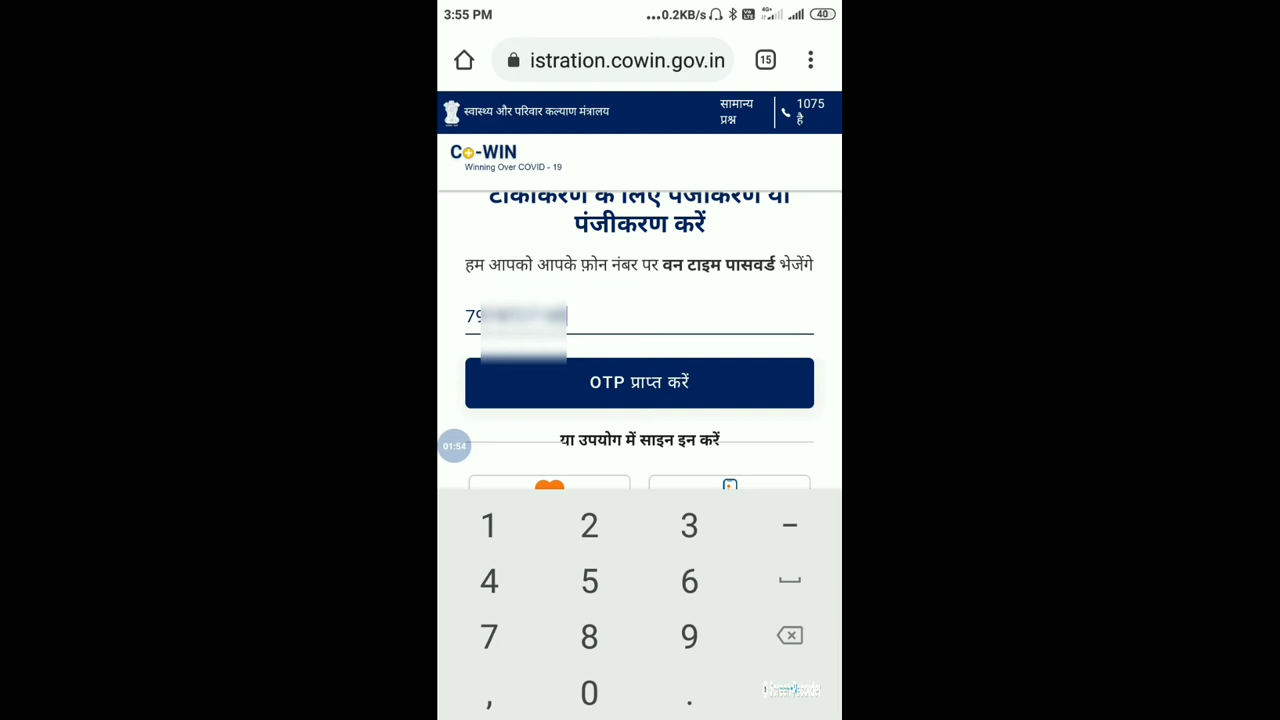 3:55 PM
...0.2KB/s
4G+
40
istration.cowin.gov.in
15
स्वास्थ्य और परिवार कल्याण मंत्रालय
सामान्य
प्रश्न
1075
है
Co-WIN
Winning Over COVID - 19
टीकाकरण के लिए पंजीकरण या
पंजीकरण करें
हम आपको आपके फ़ोन नंबर पर वन टाइम पासवर्ड भेजेंगे
79
OTP प्राप्त करें
या उपयोग में साइन इन करें
01:54
1 2 3 -
4 5 6
7 8 9
, 0 .